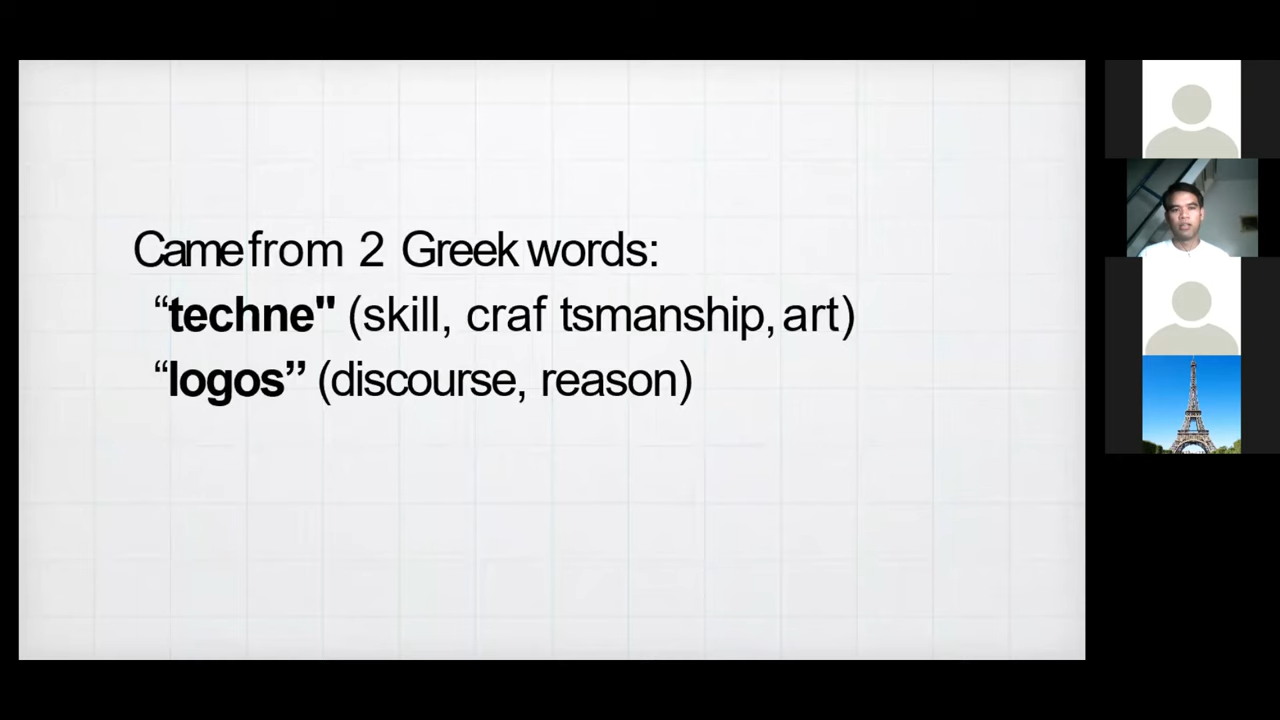 Came from 2 Greek words:
“techne" (skill, craf tsmanship, art)
“logos” (discourse, reason)